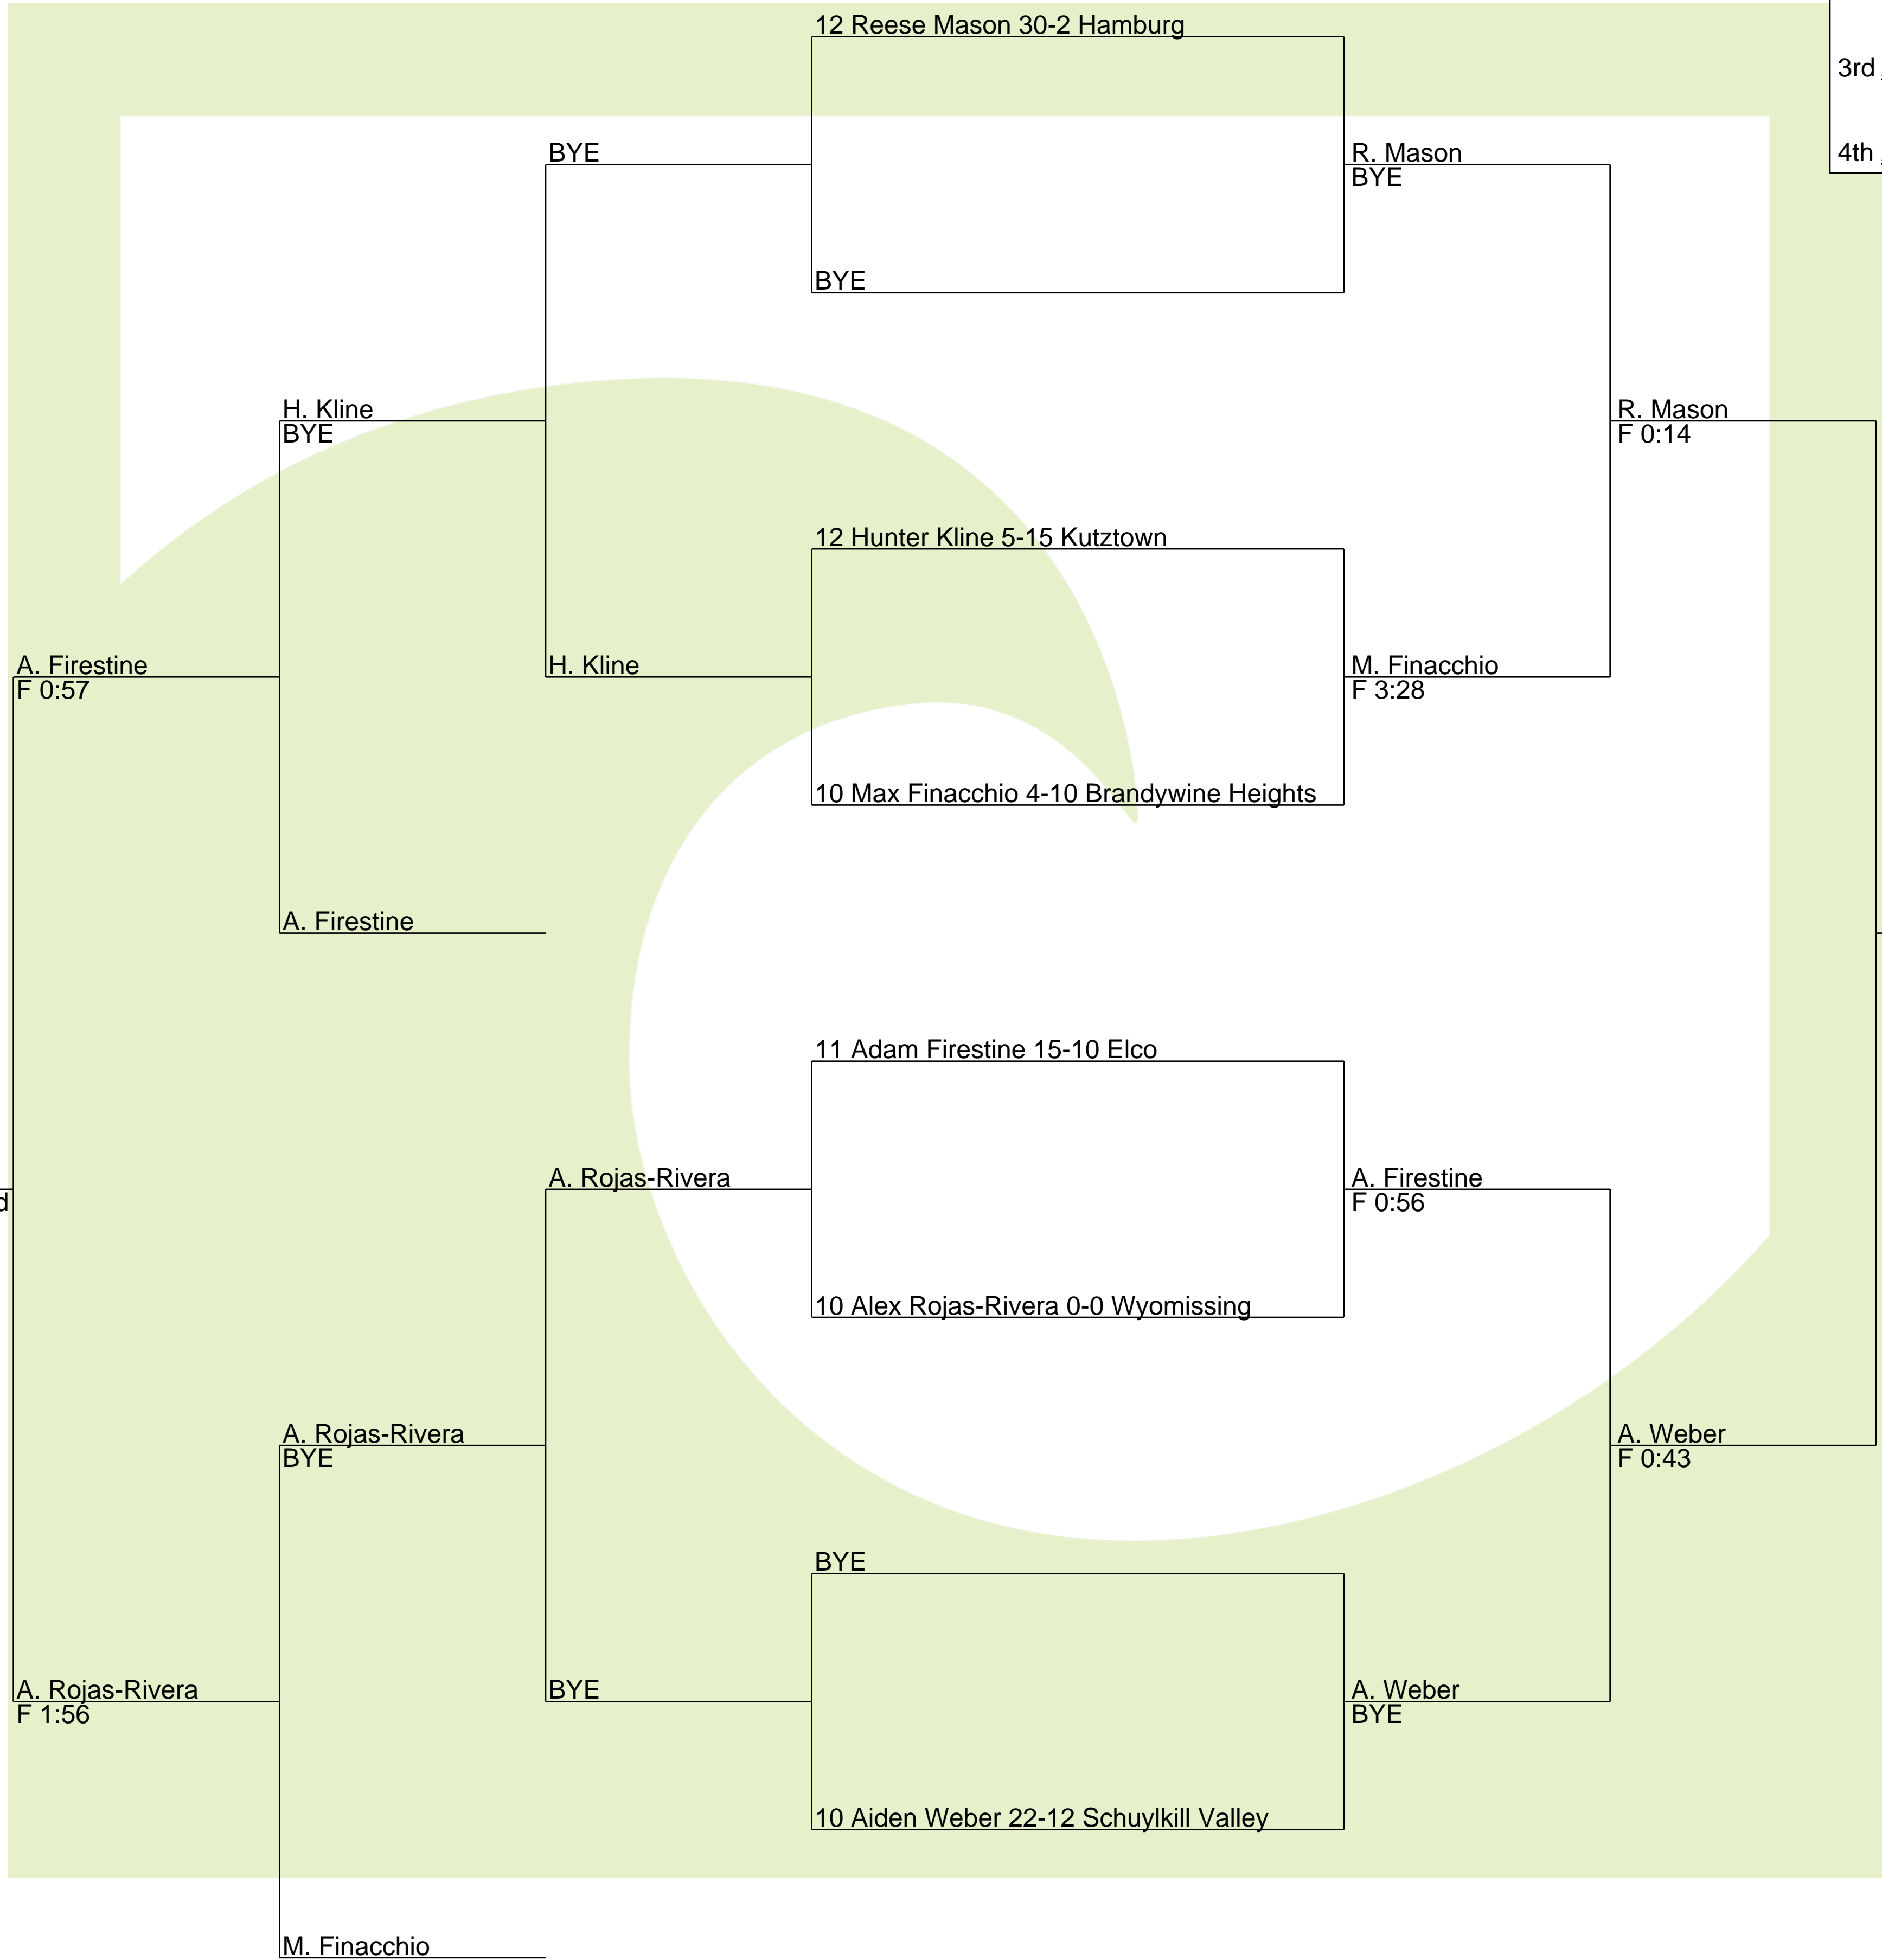 12 Reese Mason 30-2 Hamburg
3rd
4th
BYE
R. Mason
BYE
BYE
H. Kline
BYE
R. Mason
F 0:14
12 Hunter Kline 5-15 Kutztown
A. Firestine
F 0:57
H. Kline
M. Finacchio
F 3:28
10 Max Finacchio 4-10 Brandywine Heights
A. Firestine
11 Adam Firestine 15-10 Elco
A. Rojas-Rivera
A. Firestine
F 0:56
d
10 Alex Rojas-Rivera 0-0 Wyomissing
A. Rojas-Rivera
BYE
A. Weber
F 0:43
BYE
A. Rojas-Rivera
F 1:56
BYE
A. Weber
BYE
10 Aiden Weber 22-12 Schuylkill Valley
M. Finacchio